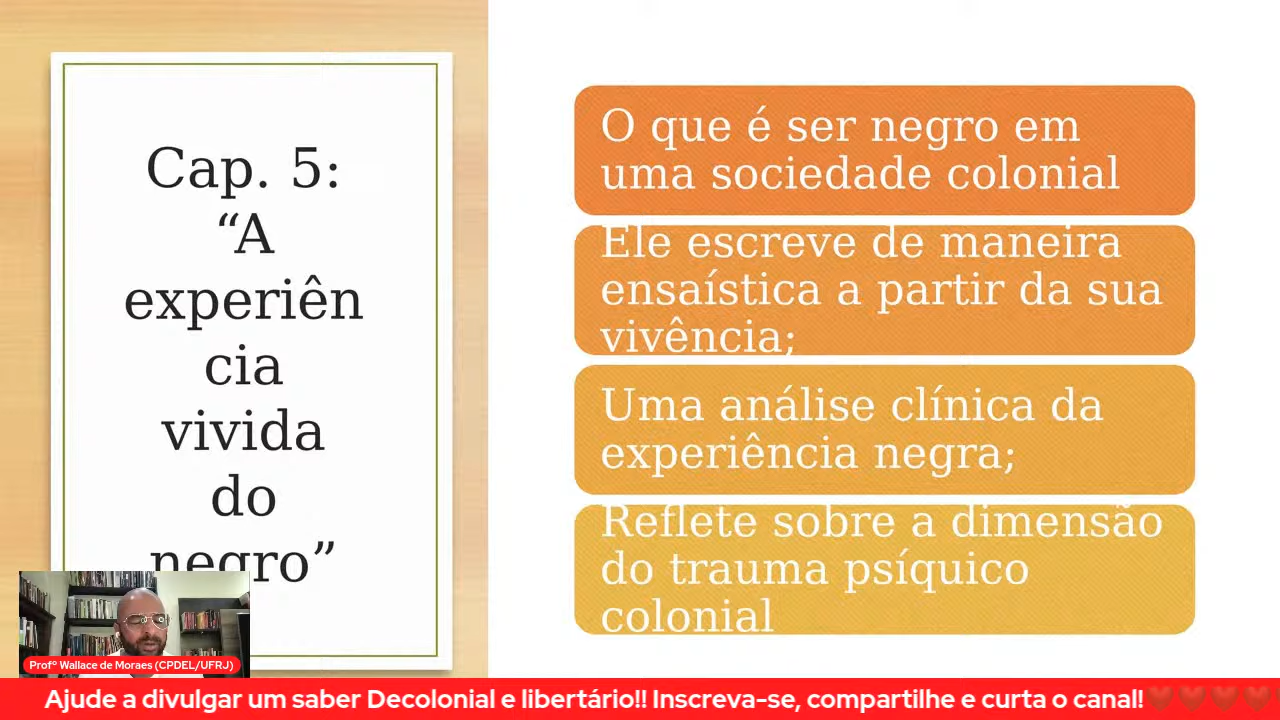 Cap. 5:
“A
experiên
cia
vivida
do
negro”
O que é ser negro em
uma sociedade colonial
Ele escreve de maneira
ensaística a partir da sua
vivência;
Uma análise clínica da
experiência negra;
Reflete sobre a dimensão
do trauma psíquico
colonial
Profº Wallace de Moraes (CPDEL/UFRJ)
Ajude a divulgar um saber Decolonial e libertário!! Inscreva-se, compartilhe e curta o canal!